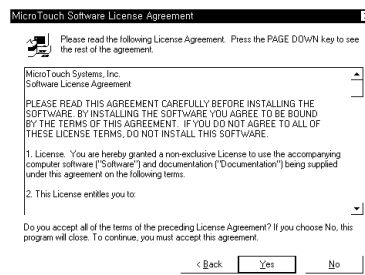 MicroTouch Software License Agreement
Please read the following License Agreement. Press the PAGE DOWN key to see
the rest of the agreement.
MicroTouch Systems, Inc.
Software License Agreement
PLEASE READ THIS AGREEMENT CAREFULLY BEFORE INSTALLING THE
SOFTWARE. BY INSTALLING THE SOFTWARE YOU AGREE TO BE BOUND
BY THE TERMS OF THIS AGREEMENT. IF YOU DO NOT AGREE TO ALL OF
THESE LICENSE TERMS, DO NOT INSTALL THIS SOFTWARE.
1. License. You are hereby granted a non-exclusive License to use the accompanying
computer software ("Software") and documentation ("Documentation") being supplied
under this agreement on the following terms.
2. This License entitles you to:
Do you accept all of the terms of the preceding License Agreement? If you choose No, this
program will close. To continue, you must accept this agreement.
< Back Yes No